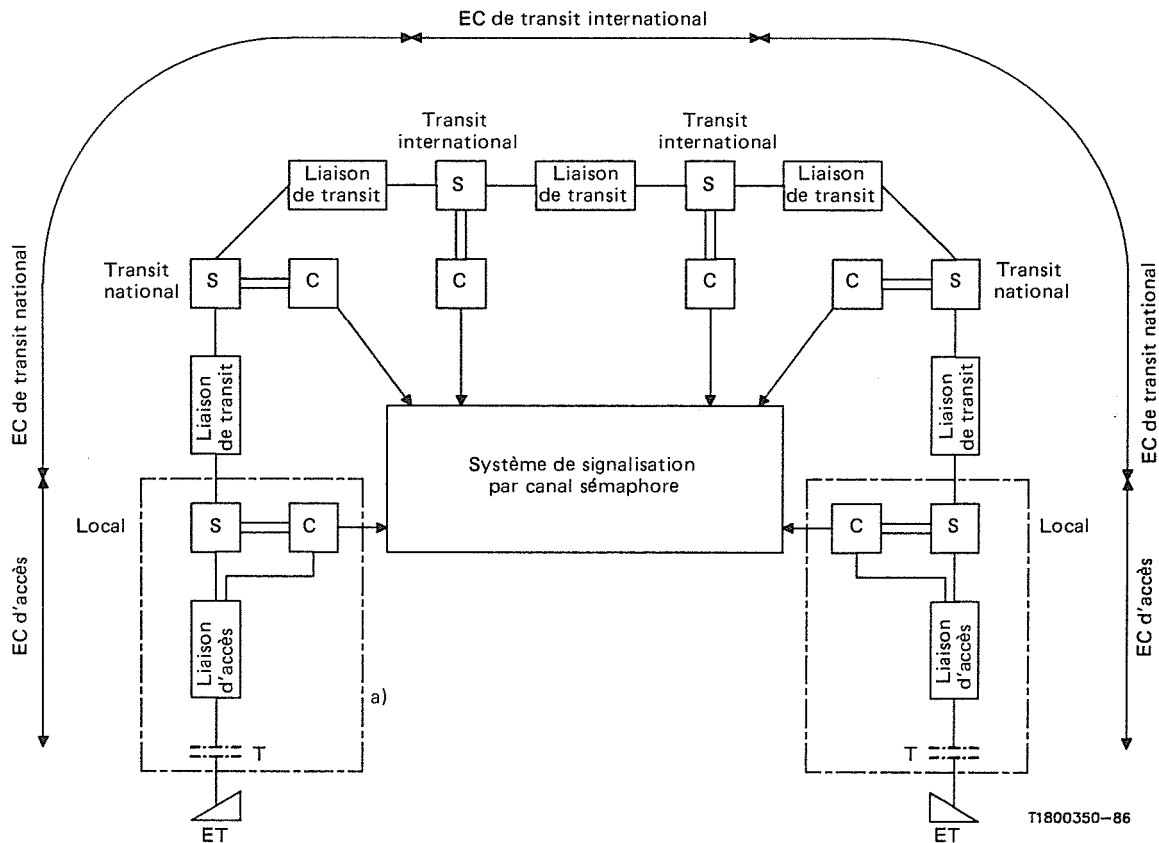 EC de transit international
Transit
international
Transit
international
Liaison
de transit
S
Liaison
de transit
S
Liaison
de transit
Transit
national
S
C
C
C
C
S
Transit
national
EC de transit national
EC de transit national
Liaison
de transit
Liaison
de transit
Système de signalisation
par canal sémaphore
Local
S
C
C
S
Local
EC d'accès
EC d'accès
Liaison
d'accès
Liaison
d'accès
a)
T
T
ET
ET
T1800350–86